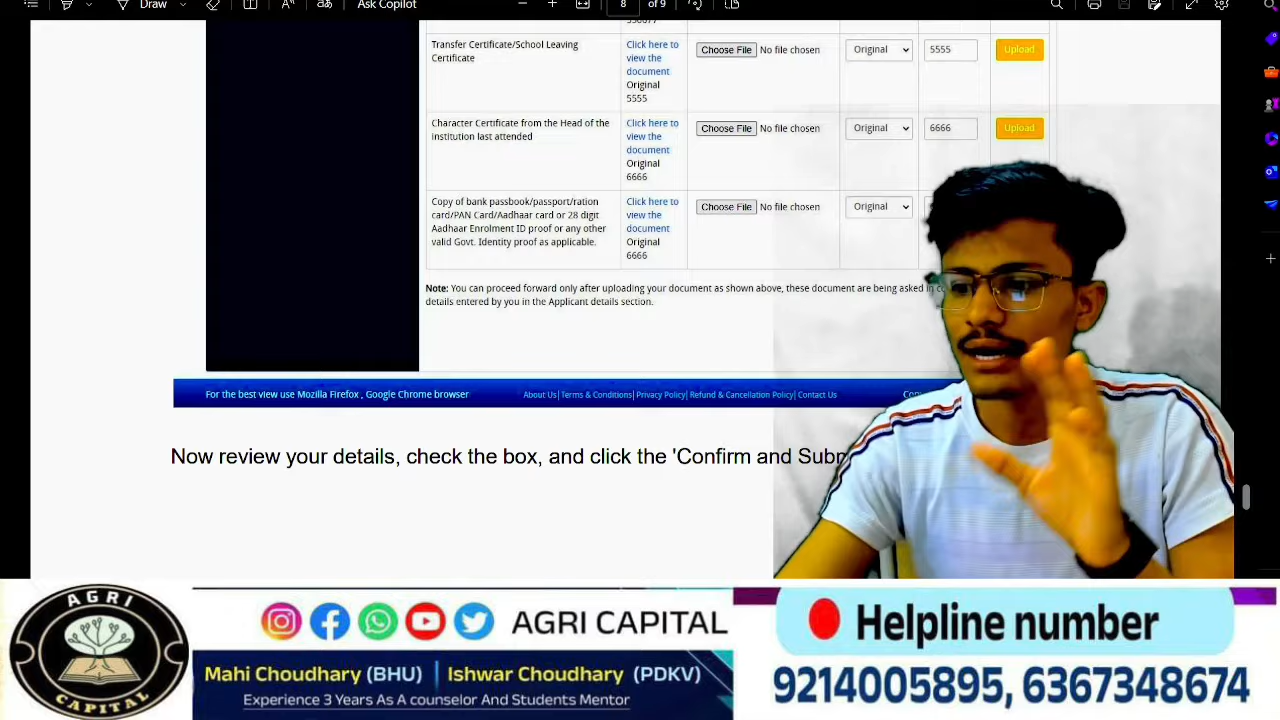 Draw
Ask Copilot
8 of 9
Transfer Certificate/School Leaving
Certificate
Click here to
view the
document
Original
5555
Choose File No file chosen
Original
5555
Upload
Character Certificate from the Head of the
institution last attended
Click here to
view the
document
Original
6666
Choose File No file chosen
Original
6666
Upload
Copy of bank passbook/passport/ration
card/PAN Card/Aadhaar card or 28 digit
Aadhaar Enrolment ID proof or any other
valid Govt. Identity proof as applicable.
Click here to
view the
document
Original
6666
Choose File No file chosen
Original
Note: You can proceed forward only after uploading your document as shown above, these document are being asked in
details entered by you in the Applicant details section.
For the best view use Mozilla Firefox , Google Chrome browser
About Us| Terms & Conditions| Privacy Policy| Refund & Cancellation Policy| Contact Us
Now review your details, check the box, and click the 'Confirm and
AGRI
CAPITAL
AGRI CAPITAL
Mahi Choudhary (BHU) | Ishwar Choudhary (PDKV)
Experience 3 Years As A counselor And Students Mentor
Helpline number
9214005895, 6367348674